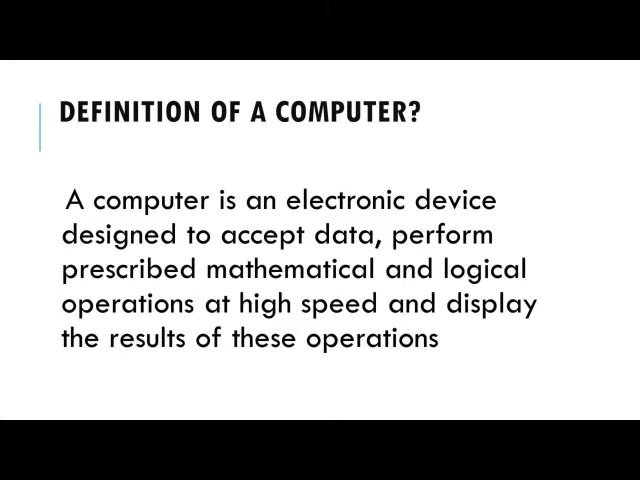 DEFINITION OF A COMPUTER?
A computer is an electronic device
designed to accept data, perform
prescribed mathematical and logical
operations at high speed and display
the results of these operations